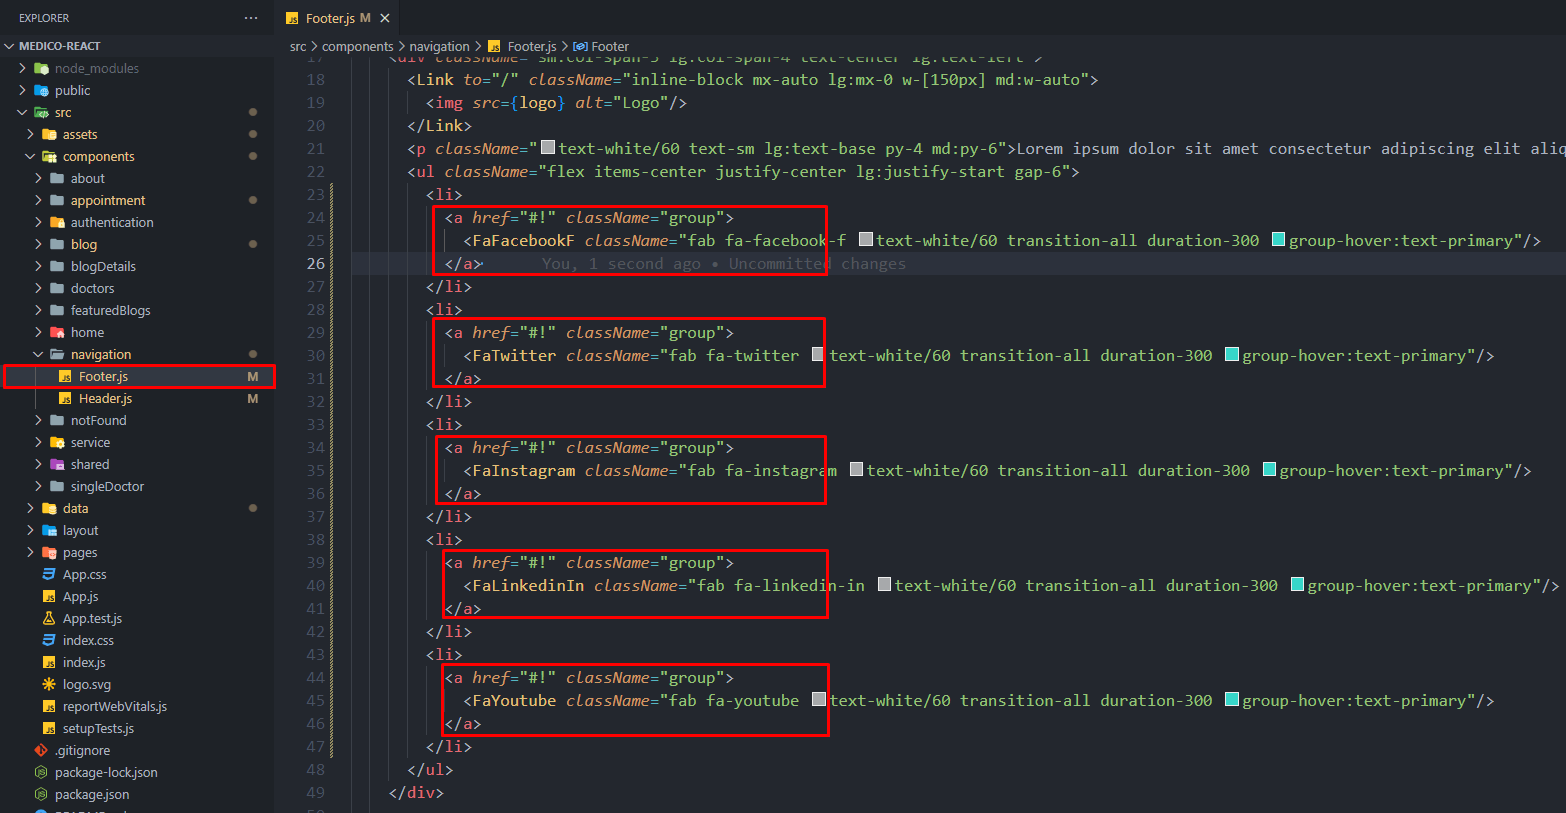 EXPLORER
MEDICO-REACT
node_modules
public
src
assets
components
about
appointment
authentication
blog
blogDetails
doctors
featuredBlogs
home
navigation
Footer.js M
Header.js M
notFound
service
shared
singleDoctor
data
layout
pages
App.css
App.js
App.test.js
index.css
index.js
logo.svg
reportWebVitals.js
setupTests.js
.gitignore
package-lock.json
package.json
Footer.js M
src > components > navigation > Footer.js > Footer
17 <div className="sm:col-span-3 lg:col-span-4 text-center lg:text-left">
18 <Link to="/" className="inline-block mx-auto lg:mx-0 w-[150px] md:w-auto">
19 <img src={logo} alt="Logo"/>
20 </Link>
21 <p className="text-white/60 text-sm lg:text-base py-4 md:py-6">Lorem ipsum dolor sit amet consectetur adipiscing elit aliq
22 <ul className="flex items-center justify-center lg:justify-start gap-6">
23 <li>
24 <a href="#!" className="group">
25 <FaFacebookF className="fab fa-facebook-f text-white/60 transition-all duration-300 group-hover:text-primary"/>
26 </a> You, 1 second ago • Uncommitted changes
27 </li>
28 <li>
29 <a href="#!" className="group">
30 <FaTwitter className="fab fa-twitter text-white/60 transition-all duration-300 group-hover:text-primary"/>
31 </a>
32 </li>
33 <li>
34 <a href="#!" className="group">
35 <FaInstagram className="fab fa-instagram text-white/60 transition-all duration-300 group-hover:text-primary"/>
36 </a>
37 </li>
38 <li>
39 <a href="#!" className="group">
40 <FaLinkedinIn className="fab fa-linkedin-in text-white/60 transition-all duration-300 group-hover:text-primary"/>
41 </a>
42 </li>
43 <li>
44 <a href="#!" className="group">
45 <FaYoutube className="fab fa-youtube text-white/60 transition-all duration-300 group-hover:text-primary"/>
46 </a>
47 </li>
48 </ul>
49 </div>